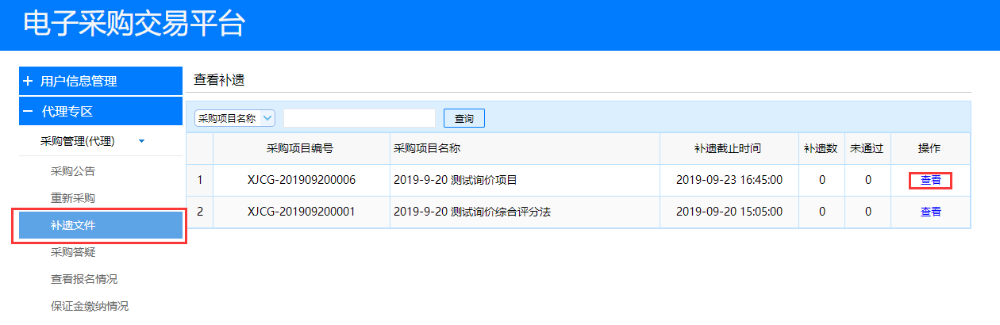 电子采购交易平台
用户信息管理
代理专区
采购管理(代理)
采购公告
重新采购
补遗文件
采购答疑
查看报名情况
保证金缴纳情况
查看补遗
采购项目名称 查询
采购项目编号 采购项目名称 补遗截止时间 补遗数 未通过 操作
1 XJCG-201909200006 2019-9-20 测试询价项目 2019-09-23 16:45:00 0 0 查看
2 XJCG-201909200001 2019-9-20 测试询价综合评分法 2019-09-20 15:05:00 0 0 查看